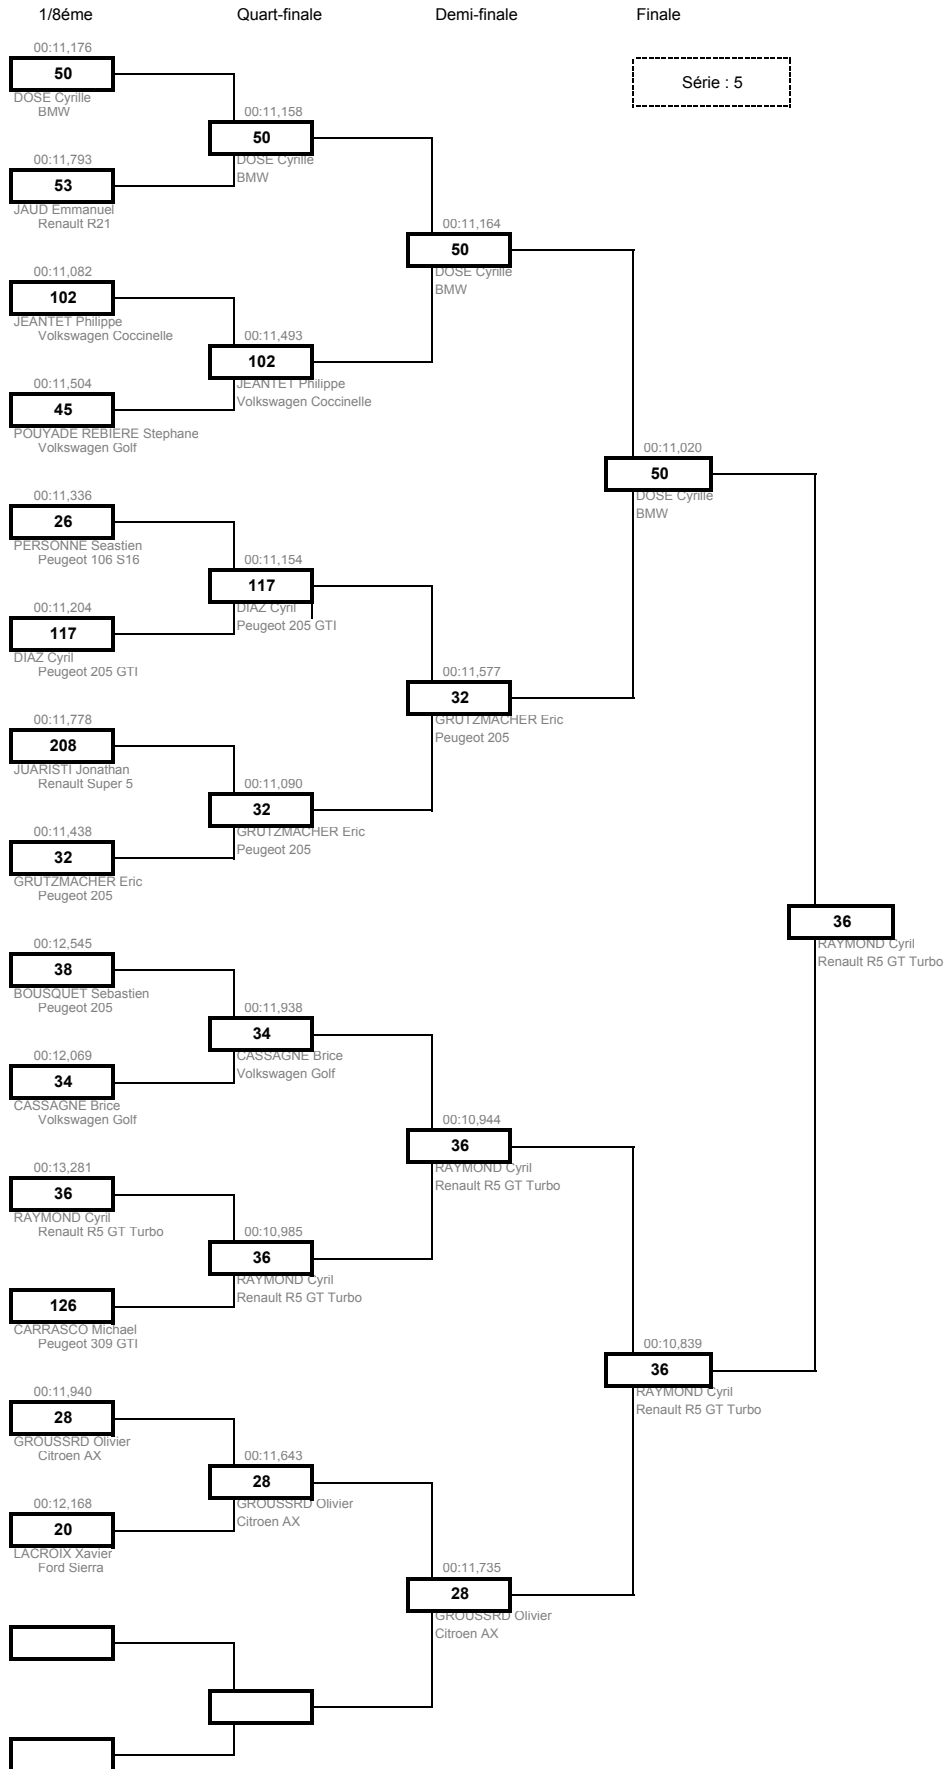 1/8éme
Quart-finale
Demi-finale
Finale
Série : 5
00:11,176
50
DOSE Cyrille
BMW
00:11,793
53
JAUD Emmanuel
Renault R21
00:11,082
102
JEANTET Philippe
Volkswagen Coccinelle
00:11,504
45
POUYADE REBIERE Stephane
Volkswagen Golf
00:11,336
26
PERSONNE Seastien
Peugeot 106 S16
00:11,204
117
DIAZ Cyril
Peugeot 205 GTI
00:11,778
208
JUARISTI Jonathan
Renault Super 5
00:11,438
32
GRUTZMACHER Eric
Peugeot 205
00:12,545
38
BOUSQUET Sebastien
Peugeot 205
00:12,069
34
CASSAGNE Brice
Volkswagen Golf
00:13,281
36
RAYMOND Cyril
Renault R5 GT Turbo
126
CARRASCO Michael
Peugeot 309 GTI
00:11,940
28
GROUSSRD Olivier
Citroen AX
00:12,168
20
LACROIX Xavier
Ford Sierra
00:11,158
50
DOSE Cyrille
BMW
00:11,493
102
JEANTET Philippe
Volkswagen Coccinelle
00:11,154
117
DIAZ Cyril
Peugeot 205 GTI
00:11,090
32
GRUTZMACHER Eric
Peugeot 205
00:11,938
34
CASSAGNE Brice
Volkswagen Golf
00:10,985
36
RAYMOND Cyril
Renault R5 GT Turbo
00:11,643
28
GROUSSRD Olivier
Citroen AX
00:11,164
50
DOSE Cyrille
BMW
00:11,577
32
GRUTZMACHER Eric
Peugeot 205
00:10,944
36
RAYMOND Cyril
Renault R5 GT Turbo
00:11,735
28
GROUSSRD Olivier
Citroen AX
00:11,020
50
DOSE Cyrille
BMW
00:10,839
36
RAYMOND Cyril
Renault R5 GT Turbo
36
RAYMOND Cyril
Renault R5 GT Turbo